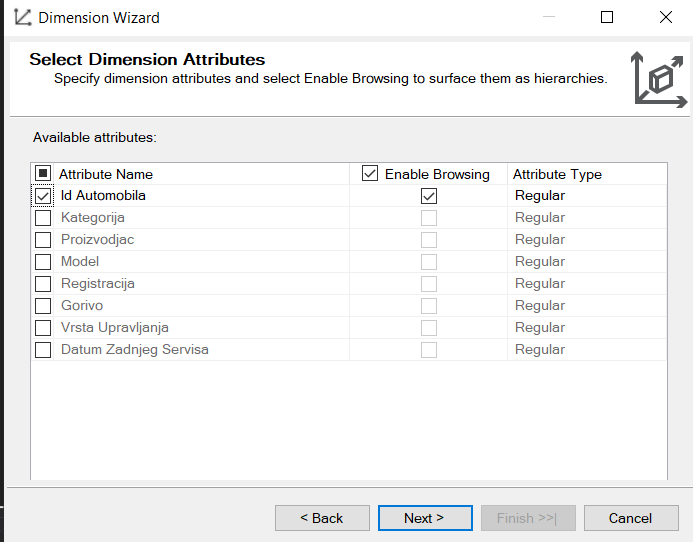 Dimension Wizard
Select Dimension Attributes
Specify dimension attributes and select Enable Browsing to surface them as hierarchies.
Available attributes:
Attribute Name Enable Browsing Attribute Type
Id Automobila Regular
Kategorija Regular
Proizvodjac Regular
Model Regular
Registracija Regular
Gorivo Regular
Vrsta Upravljanja Regular
Datum Zadnjeg Servisa Regular
< Back Next > Finish >>| Cancel